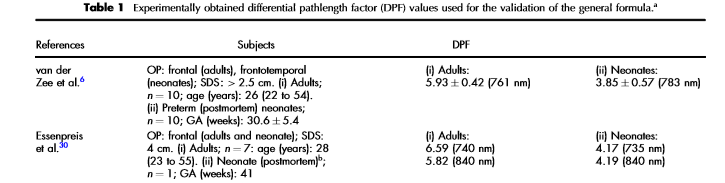 Table 1 Experimentally obtained differential pathlength factor (DPF) values used for the validation of the general formula.a
References Subjects DPF
van der OP: frontal (adults), frontotemporal (i) Adults: (ii) Neonates:
Zee et al.6 (neonates); SDS: > 2.5 cm. (i) Adults; 5.93 ± 0.42 (761 nm) 3.85 ± 0.57 (783 nm)
n = 10; age (years): 26 (22 to 54).
(ii) Preterm (postmortem) neonates;
n = 10; GA (weeks): 30.6 ± 5.4
Essenpreis OP: frontal (adults and neonate); SDS: (i) Adults: (ii) Neonates:
et al.30 4 cm. (i) Adults; n = 7: age (years): 28 6.59 (740 nm) 4.17 (735 nm)
(23 to 55). (ii) Neonate (postmortem)b; 5.82 (840 nm) 4.19 (840 nm)
n = 1; GA (weeks): 41